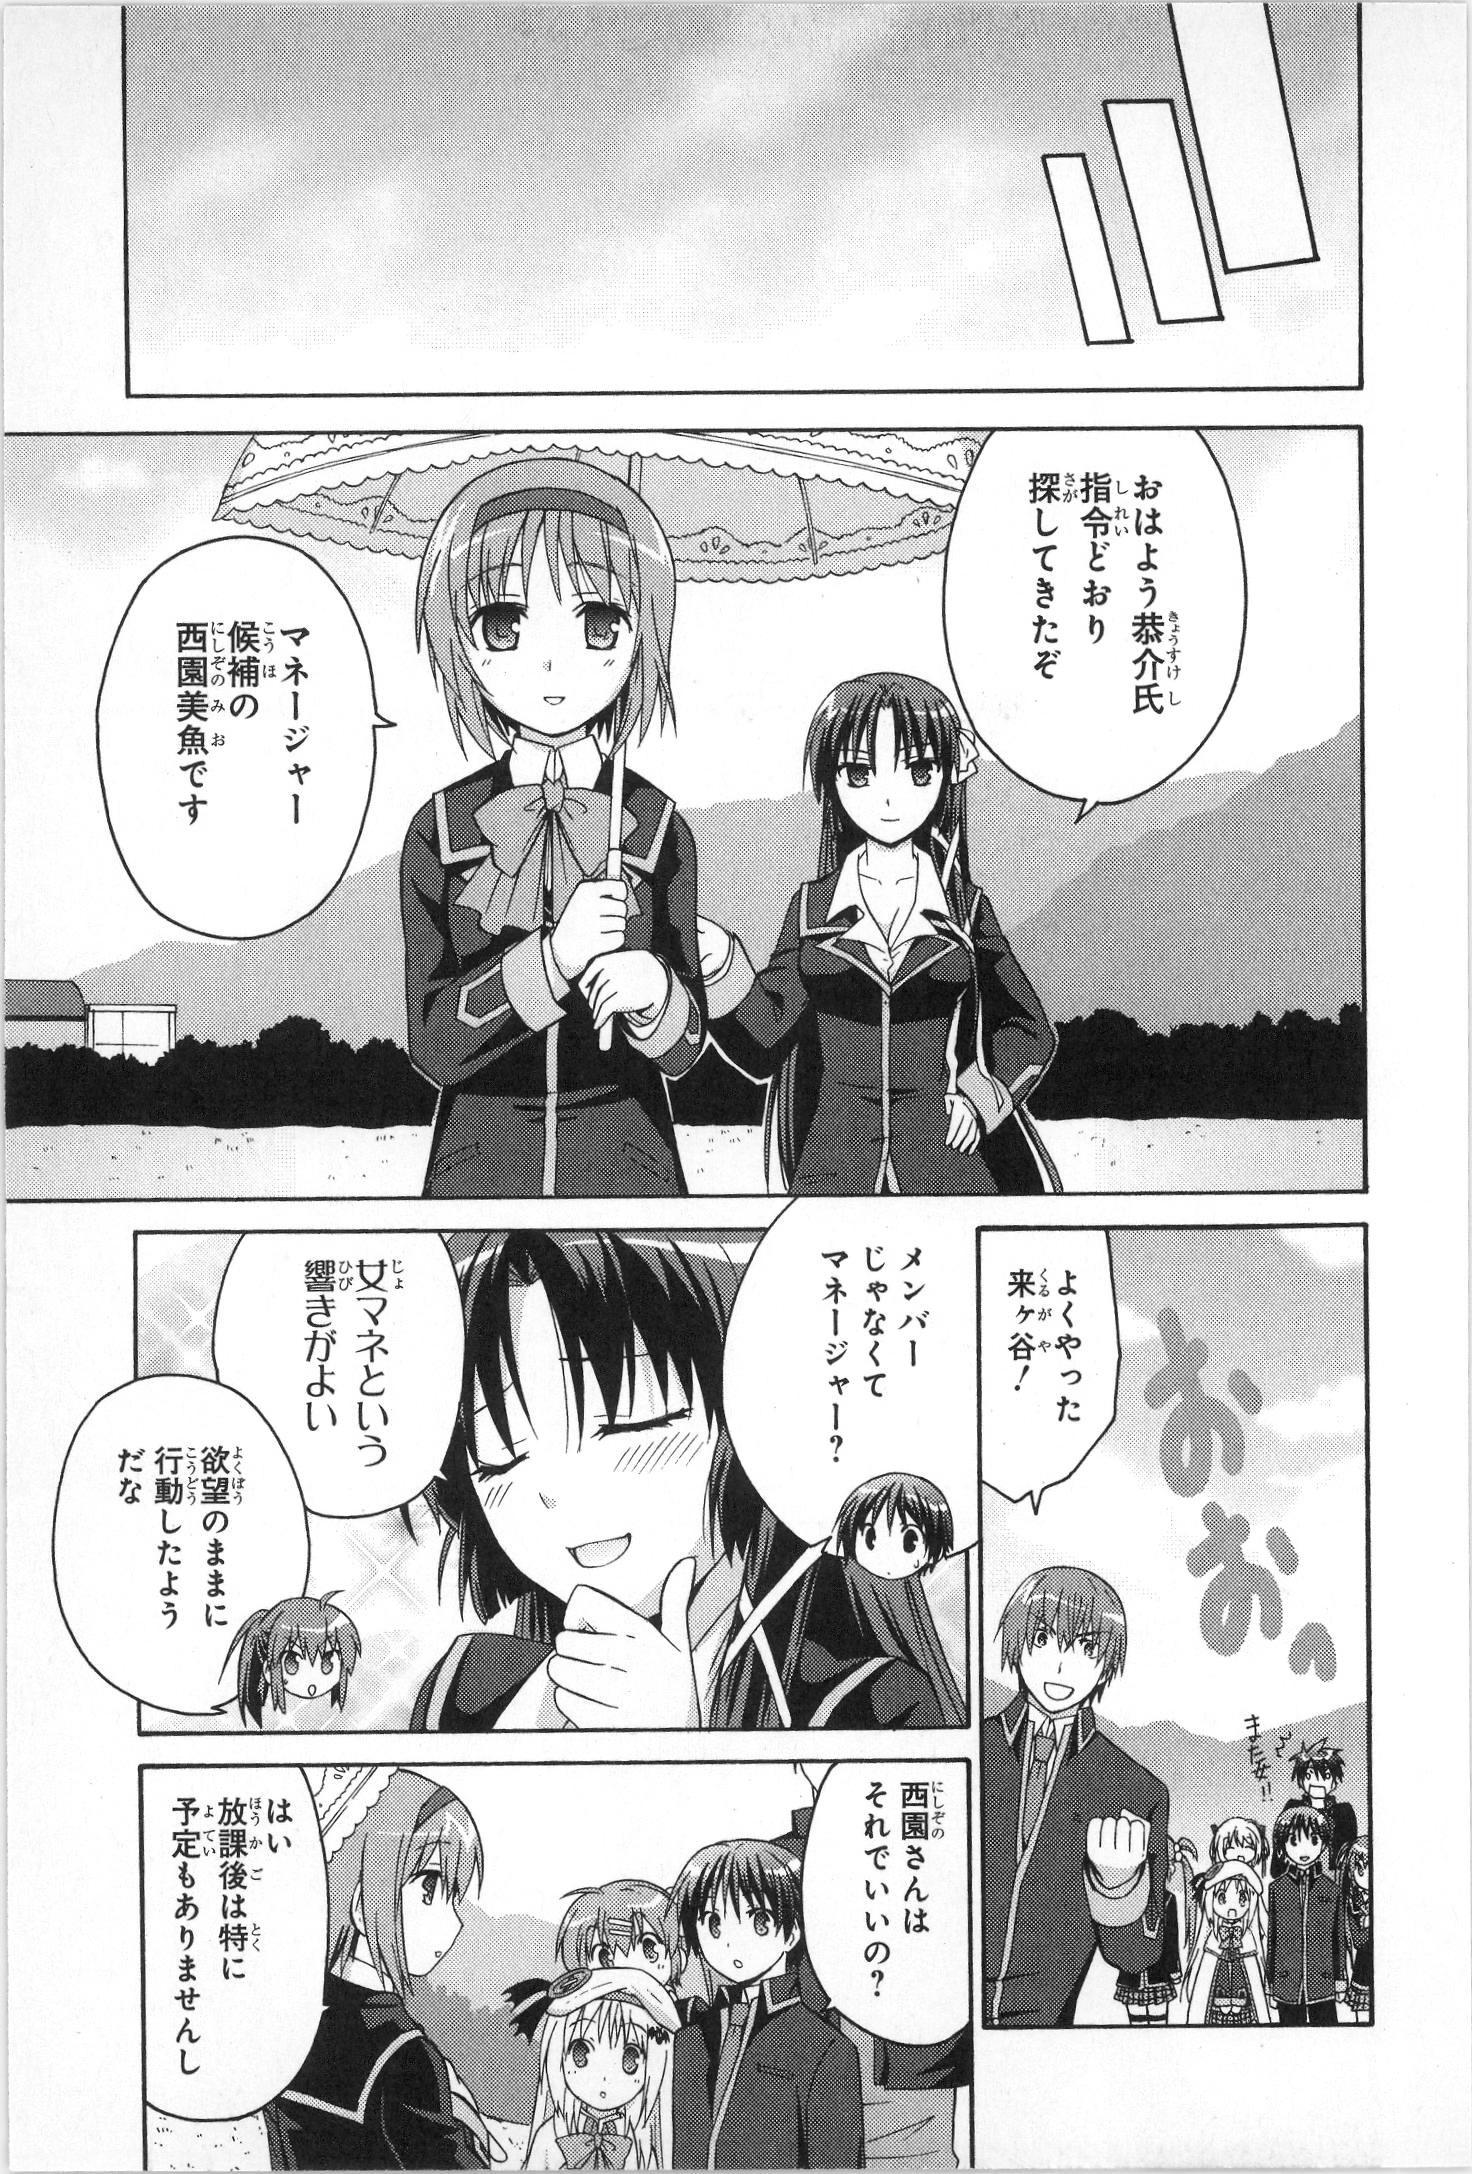 おはよう恭介氏
指令どおり
探してきたぞ
マネージャー
候補の
西園美魚です
よくやった
来ヶ谷！
おおっ
また女!!
メンバー
じゃなくて
マネージャー？
女マネという
響きがよい
欲望のままに
行動したよう
だな
西園さんは
それでいいの？
はい
放課後は特に
予定もありませんし